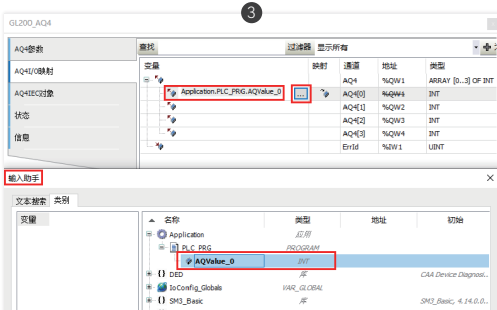 3
GL200_AQ4
AQ4参数
AQ4I/O映射
AQ4IEC对象
状态
信息
查找 过滤器 显示所有
变量 映射 通道 地址 类型
AQ4 %QW1 ARRAY [0..3] OF INT
Application.PLC_PRG.AQValue_0 ... AQ4[0] %QW1 INT
AQ4[1] %QW2 INT
AQ4[2] %QW3 INT
AQ4[3] %QW4 INT
ErrId %IW1 UINT
输入助手
文本搜索 类别
变量
名称 类型 地址 初始
Application 应用
PLC_PRG PROGRAM
AQValue_0 INT
DED 库 CAA Device Diagnosi...
IoConfig_Globals VAR_GLOBAL
SM3_Basic 库 SM3_Basic, 4.14.0.0...